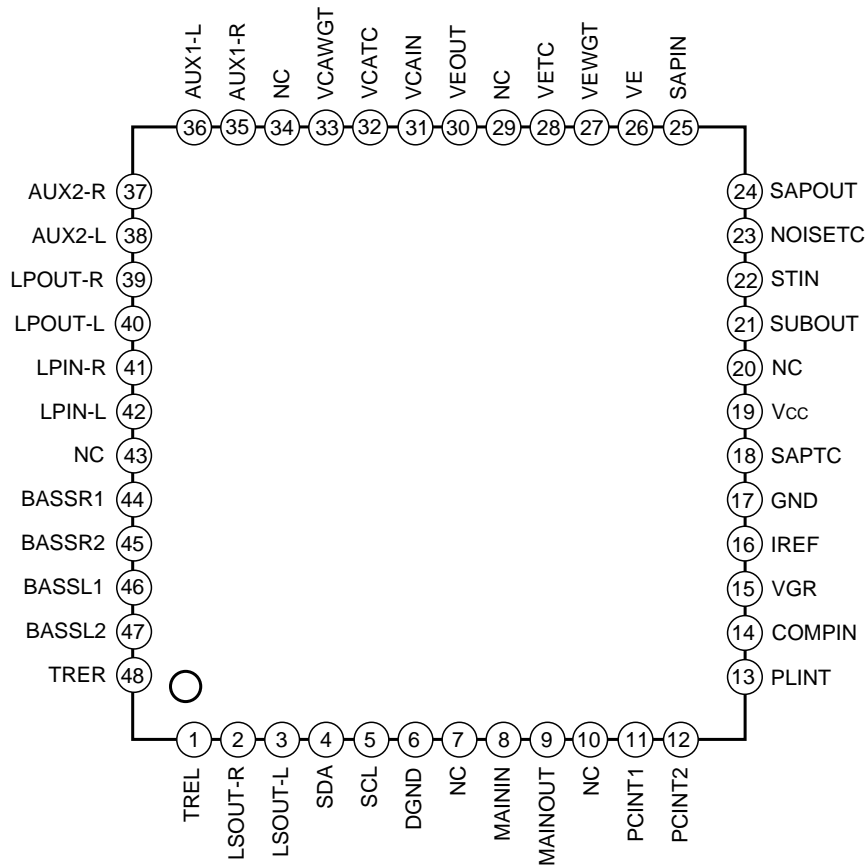 AUX1-L
AUX1-R
NC
VCAWGT
VCATC
VCAIN
VEOUT
NC
VETC
VEWGT
VE
SAPIN
36 35 34 33 32 31 30 29 28 27 26 25
AUX2-R 37
AUX2-L 38
LPOUT-R 39
LPOUT-L 40
LPIN-R 41
LPIN-L 42
NC 43
BASSR1 44
BASSR2 45
BASSL1 46
BASSL2 47
TRER 48
24 SAPOUT
23 NOISETC
22 STIN
21 SUBOUT
20 NC
19 Vcc
18 SAPTC
17 GND
16 IREF
15 VGR
14 COMPIN
13 PLINT
1 2 3 4 5 6 7 8 9 10 11 12
TREL
LSOUT-R
LSOUT-L
SDA
SCL
DGND
NC
MAININ
MAINOUT
NC
PCINT1
PCINT2